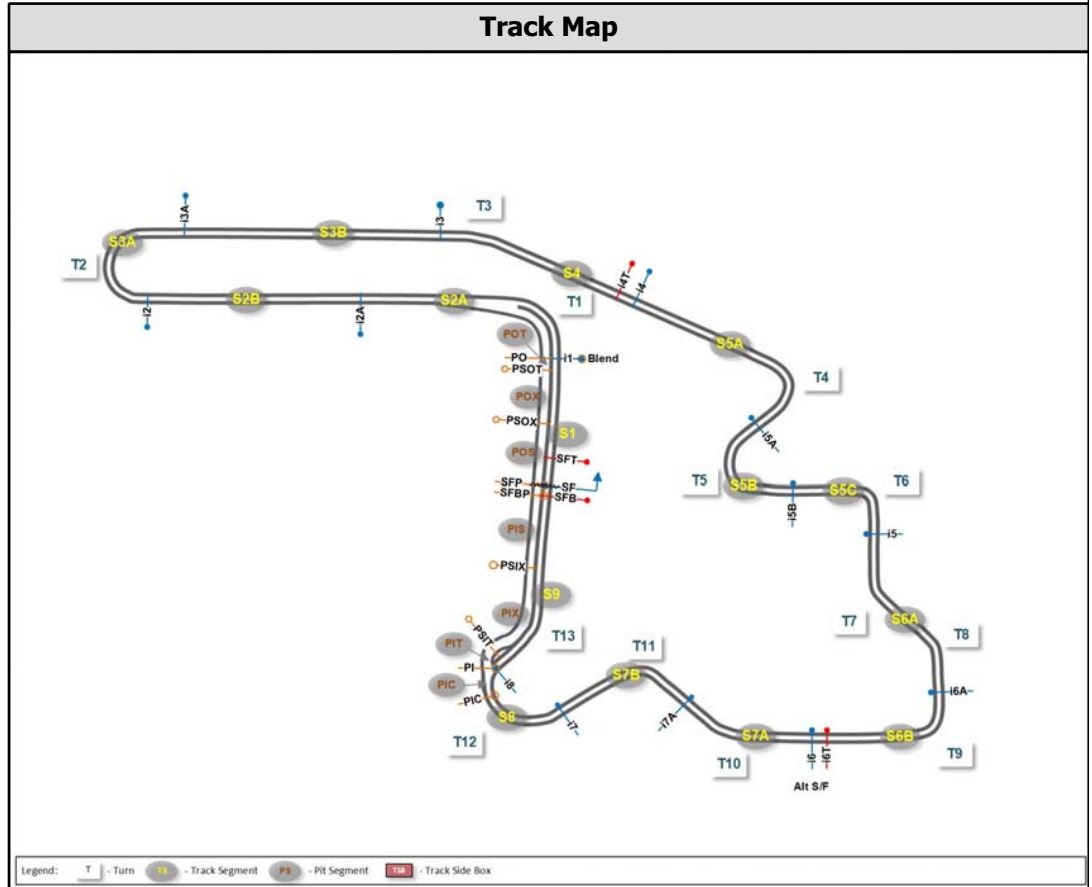 Track Map
i3A
i3
T3
S3A
S3B
T2
S4
i4T
i4
T1
i2
S2B
i2A
S2A
S5A
POT
PO
i1
Blend
PSOT
T4
POX
PSOX
S1
i5A
POS
SFT
SFP
SF
SFBP
SFB
T5
S5B
i5B
S5C
T6
PIS
i5
PSIX
S9
PIX
T7
S6A
PSIT
T13
T8
PIT
T11
PI
i8
S7B
PIC
PIC
i6A
S8
i7
i7A
T12
S7A
i6
i6T
S6B
T10
T9
Alt S/F
Legend: T - Turn TS - Track Segment PS - Pit Segment TSB - Track Side Box